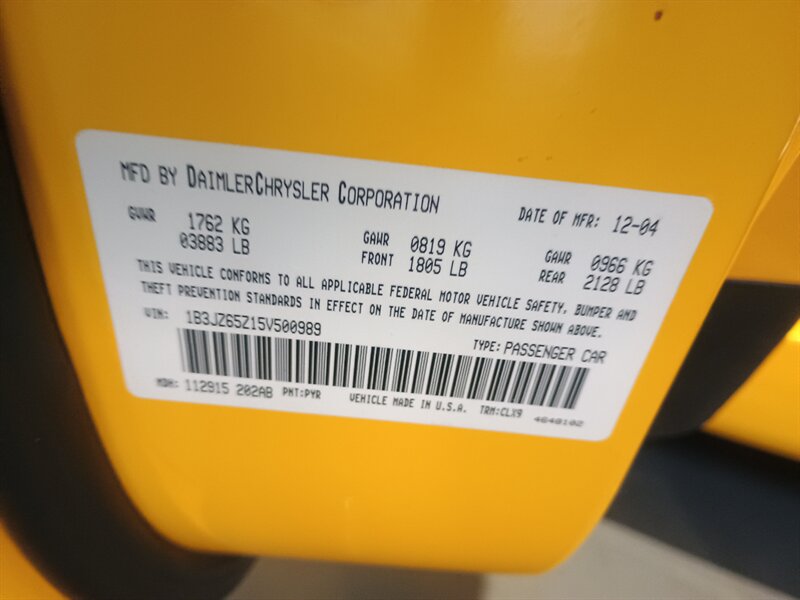 MFD BY DAIMLERCHRYSLER CORPORATION DATE OF MFR: 12-04
GVWR 1762 KG GAWR 0819 KG GAWR 0966 KG
03883 LB FRONT 1805 LB REAR 2128 LB
THIS VEHICLE CONFORMS TO ALL APPLICABLE FEDERAL MOTOR VEHICLE SAFETY, BUMPER AND
THEFT PREVENTION STANDARDS IN EFFECT ON THE DATE OF MANUFACTURE SHOWN ABOVE.
VIN: 1B3JZ65Z15V500989 TYPE: PASSENGER CAR
MDH: 112915 202AB PNT:PYR VEHICLE MADE IN U.S.A. TRM:CLX9 4648102